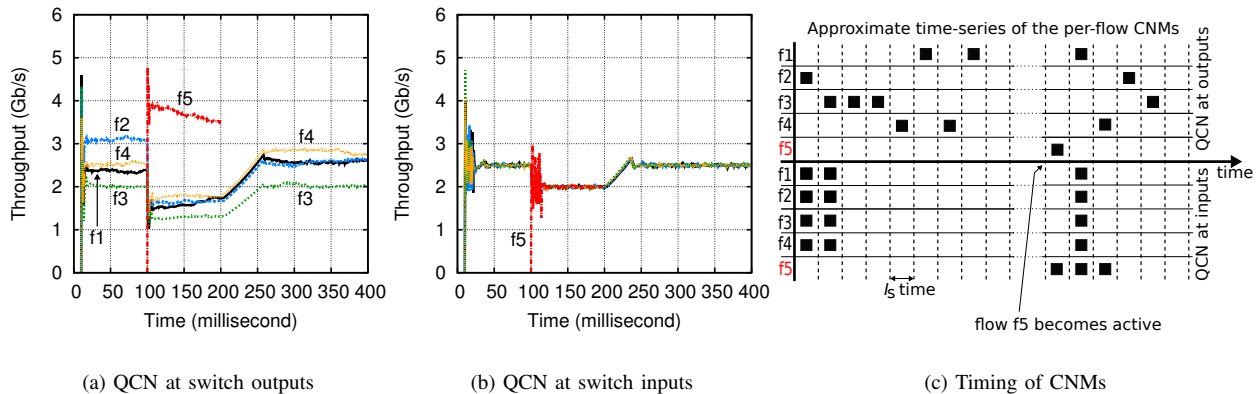 6
5
4
3
2
1
0
Throughput (Gb/s)
f5
f2
f4
f3
f1
f4
f3
0 50 100 150 200 250 300 350 400
Time (millisecond)
(a) QCN at switch outputs
6
5
4
3
2
1
0
Throughput (Gb/s)
f5
0 50 100 150 200 250 300 350 400
Time (millisecond)
(b) QCN at switch inputs
Approximate time-series of the per-flow CNMs
f1
f2
f3
f4
f5
QCN at outputs
time
f1
f2
f3
f4
f5
QCN at inputs
IS time
flow f5 becomes active
(c) Timing of CNMs